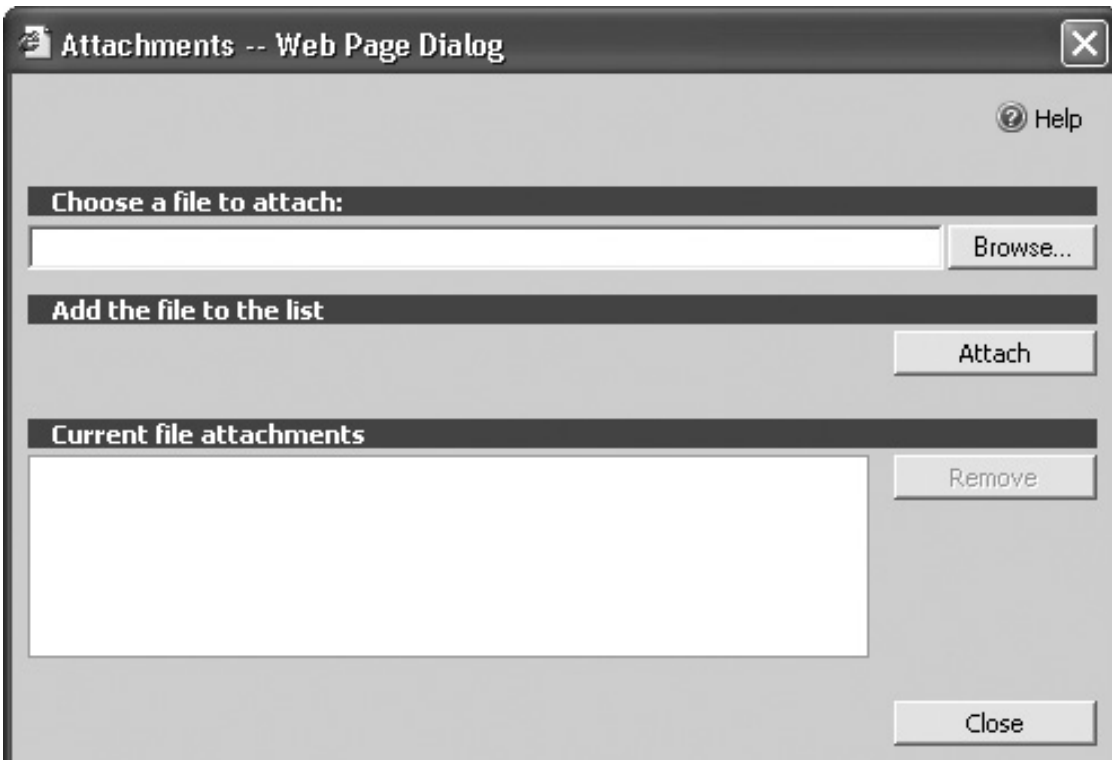 Attachments -- Web Page Dialog
Help
Choose a file to attach:
Browse...
Add the file to the list
Attach
Current file attachments
Remove
Close